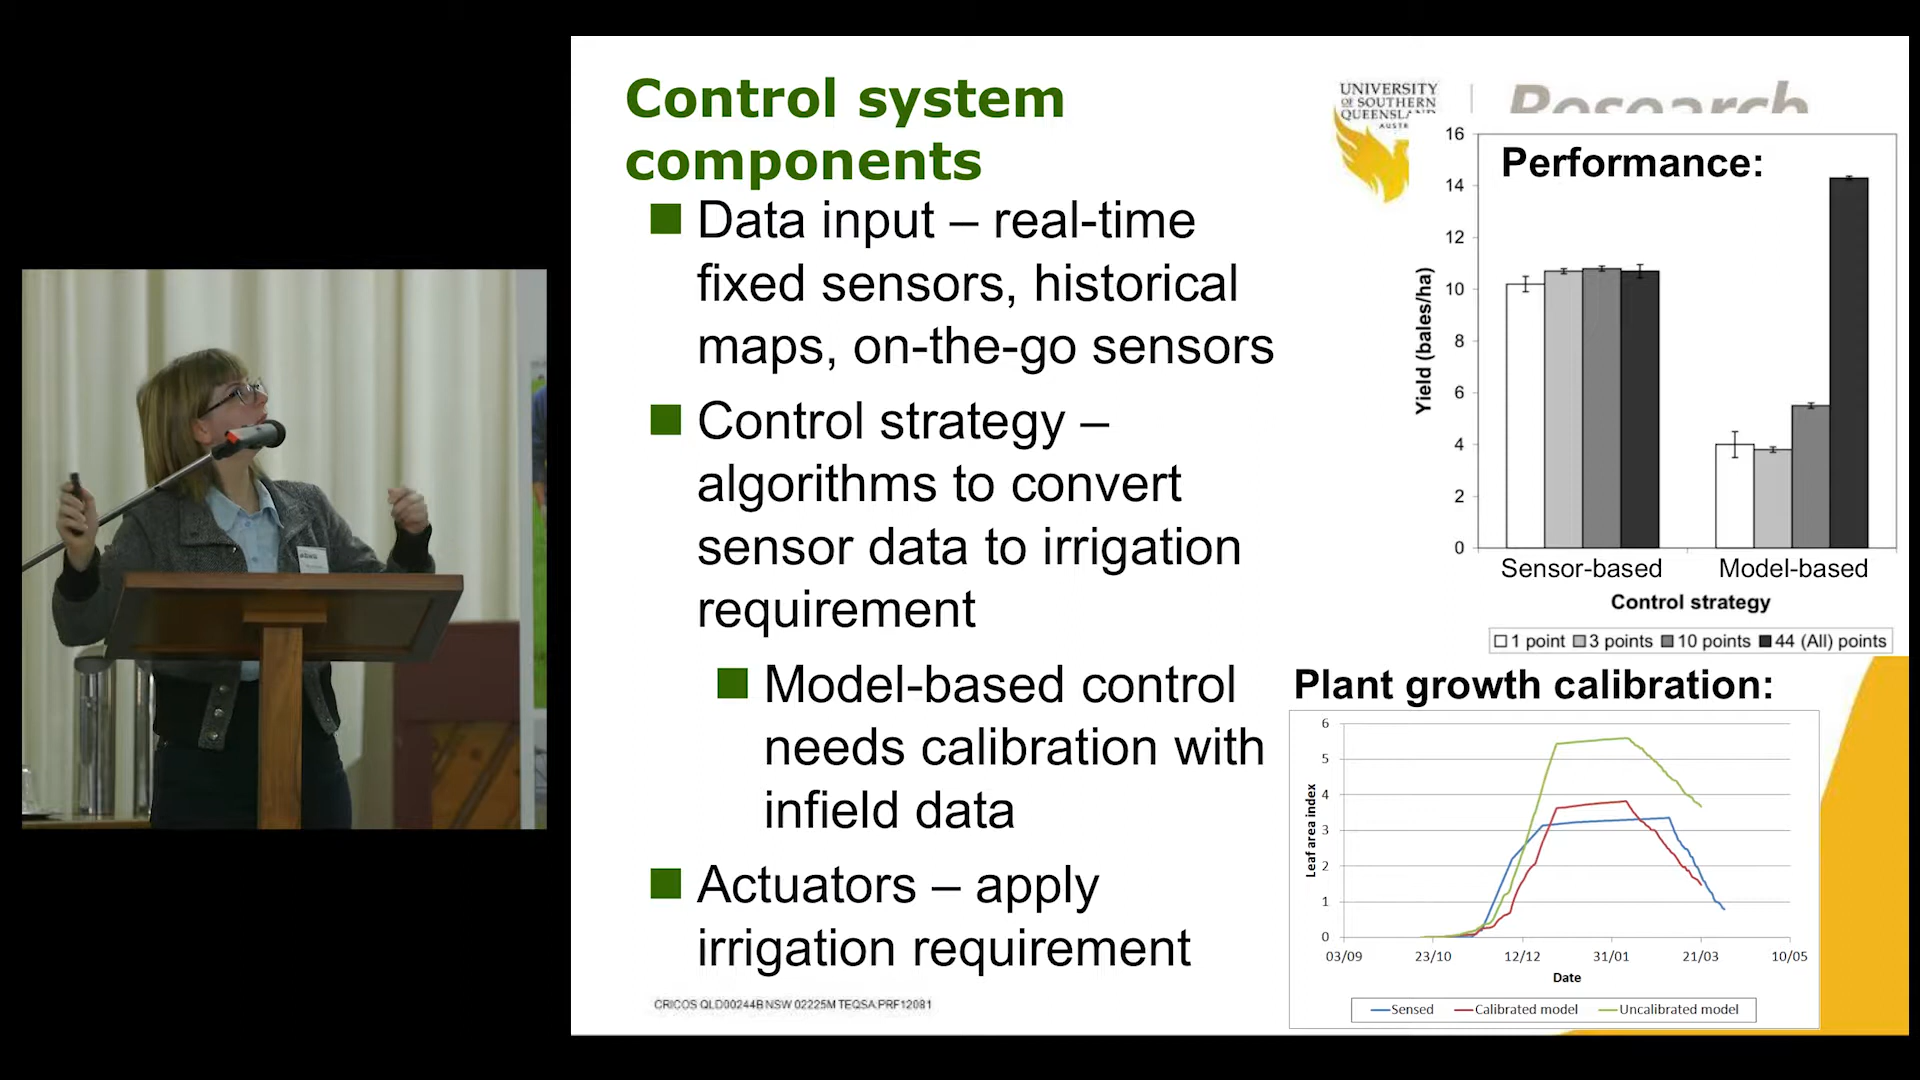 Control system
components
Data input – real-time
fixed sensors, historical
maps, on-the-go sensors
Control strategy –
algorithms to convert
sensor data to irrigation
requirement
Model-based control
needs calibration with
infield data
Actuators – apply
irrigation requirement
CRICOS QLD00244B NSW 02225M TEQSA:PRF12081
UNIVERSITY
OF SOUTHERN
QUEENSLAND
Research
Performance:
Yield (bales/ha)
16
14
12
10
8
6
4
2
0
Sensor-based Model-based
Control strategy
1 point 3 points 10 points 44 (All) points
Plant growth calibration:
Leaf area index
6
5
4
3
2
1
0
03/09 23/10 12/12 31/01 21/03 10/05
Date
Sensed Calibrated model Uncalibrated model